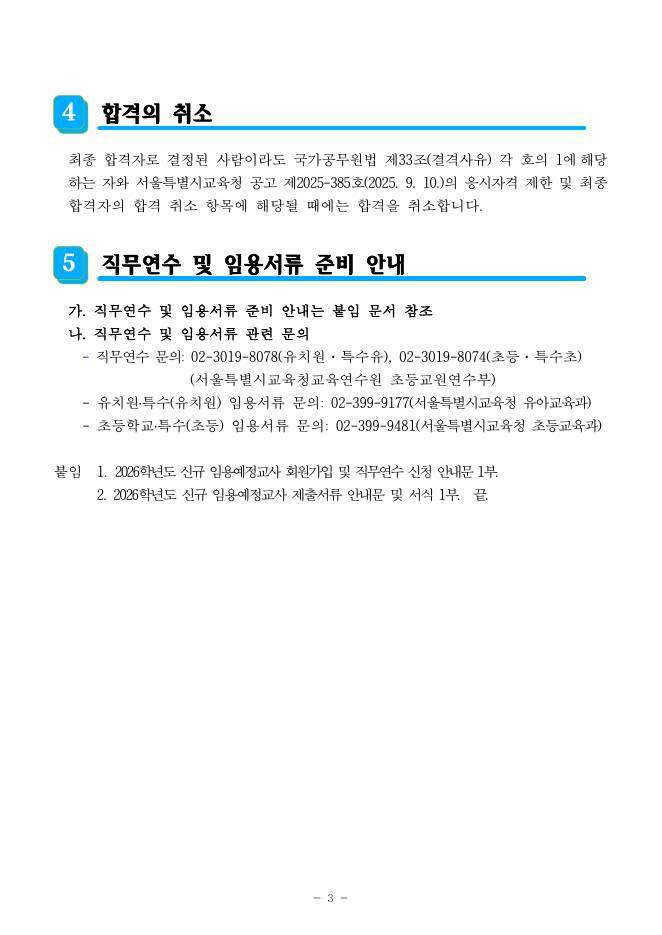 4 합격의 취소
최종 합격자로 결정된 사람이라도 국가공무원법 제33조(결격사유) 각 호의 1에 해당
하는 자와 서울특별시교육청 공고 제2025-385호(2025. 9. 10.)의 응시자격 제한 및 최종
합격자의 합격 취소 항목에 해당될 때에는 합격을 취소합니다.
5 직무연수 및 임용서류 준비 안내
가. 직무연수 및 임용서류 준비 안내는 붙임 문서 참조
나. 직무연수 및 임용서류 관련 문의
- 직무연수 문의: 02-3019-8078(유치원・특수유), 02-3019-8074(초등・특수초)
(서울특별시교육청교육연수원 초등교원연수부)
- 유치원·특수(유치원) 임용서류 문의: 02-399-9177(서울특별시교육청 유아교육과)
- 초등학교·특수(초등) 임용서류 문의: 02-399-9481(서울특별시교육청 초등교육과)
붙임 1. 2026학년도 신규 임용예정교사 회원가입 및 직무연수 신청 안내문 1부.
2. 2026학년도 신규 임용예정교사 제출서류 안내문 및 서식 1부. 끝.
- 3 -